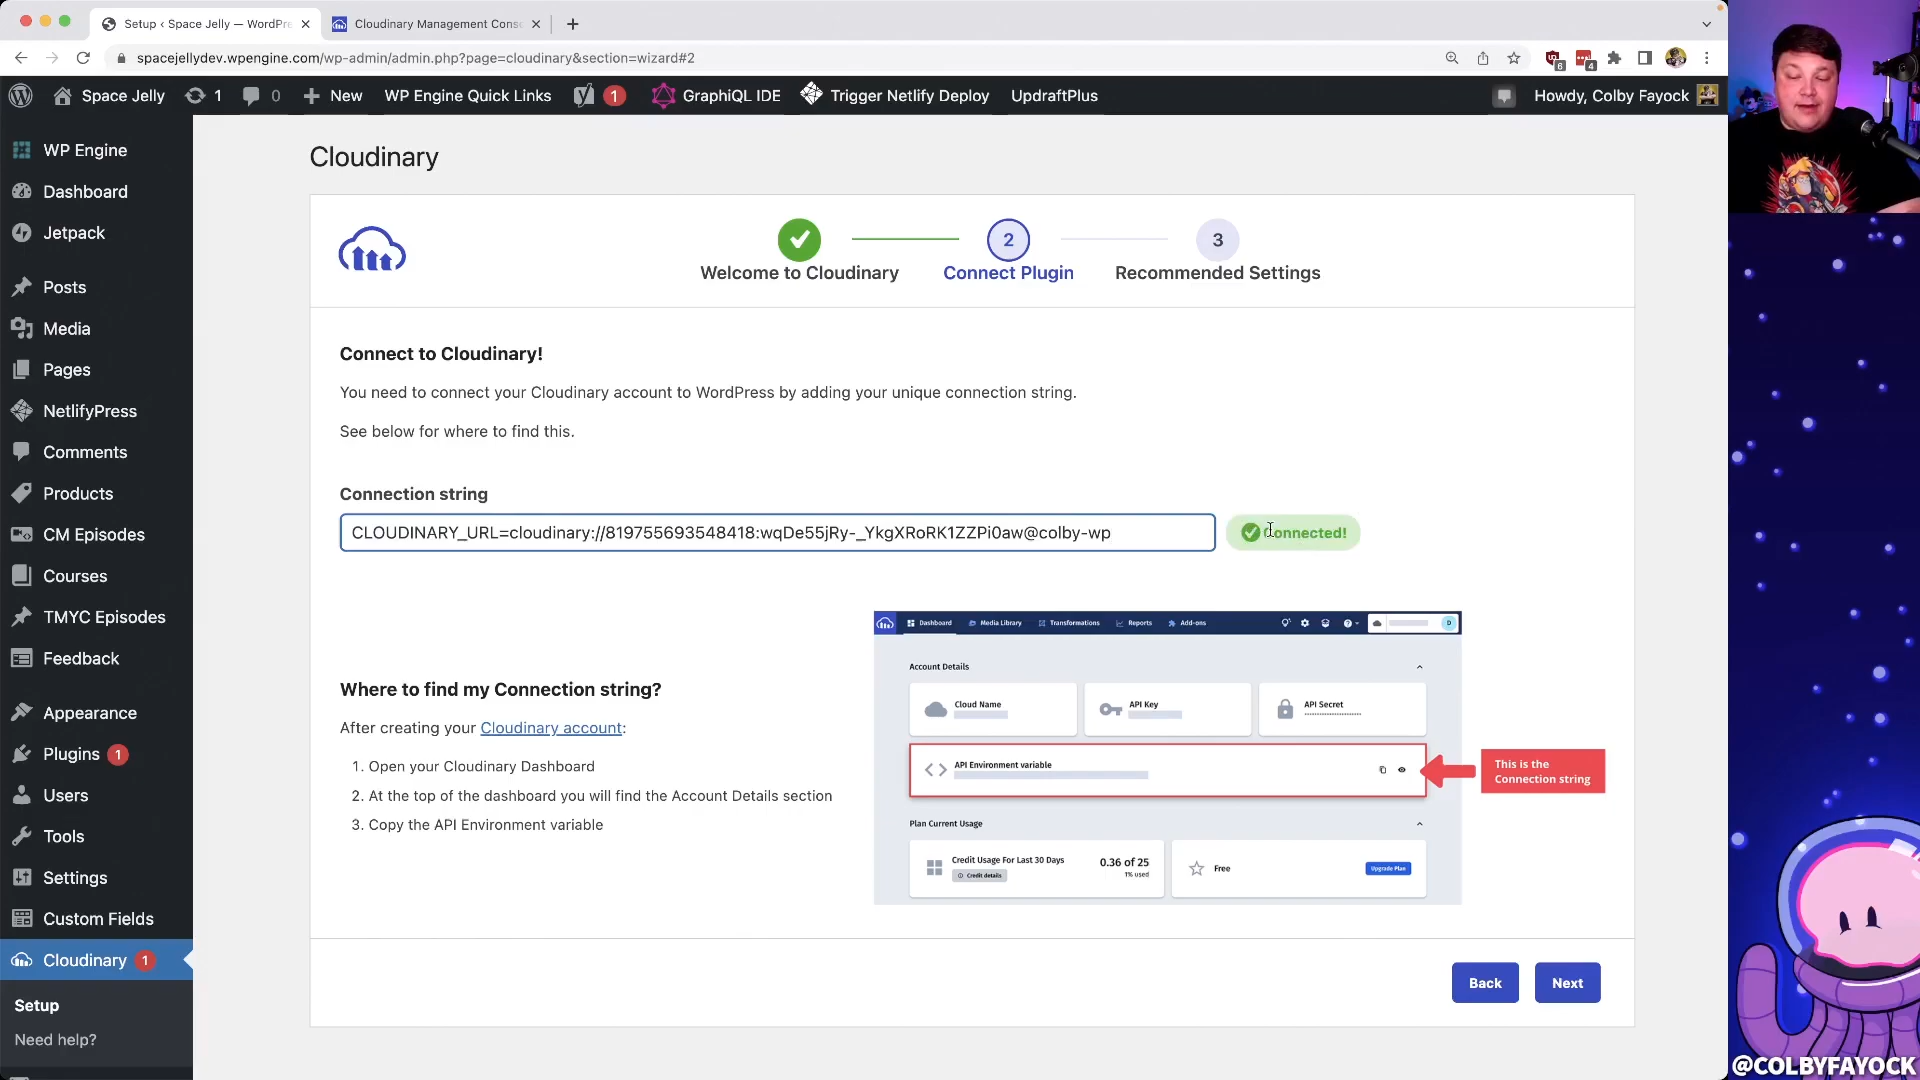 Setup ‹ Space Jelly — WordPre
Cloudinary Management Cons
spacejellydev.wpengine.com/wp-admin/admin.php?page=cloudinary&section=wizard#2
6
4
Space Jelly
1
0
New
WP Engine Quick Links
1
GraphiQL IDE
Trigger Netlify Deploy
UpdraftPlus
Howdy, Colby Fayock
WP Engine
Dashboard
Jetpack
Posts
Media
Pages
NetlifyPress
Comments
Products
CM Episodes
Courses
TMYC Episodes
Feedback
Appearance
Plugins 1
Users
Tools
Settings
Custom Fields
Cloudinary 1
Setup
Need help?
Cloudinary
2
3
Welcome to Cloudinary
Connect Plugin
Recommended Settings
Connect to Cloudinary!
You need to connect your Cloudinary account to WordPress by adding your unique connection string.
See below for where to find this.
Connection string
CLOUDINARY_URL=cloudinary://819755693548418:wqDe55jRy-_YkgXRoRK1ZZPi0aw@colby-wp
Connected!
Where to find my Connection string?
After creating your Cloudinary account:
1. Open your Cloudinary Dashboard
2. At the top of the dashboard you will find the Account Details section
3. Copy the API Environment variable
Dashboard
Media Library
Transformations
Reports
Add-ons
D
Account Details
Cloud Name
API Key
API Secret
API Environment variable
This is the
Connection string
Plan Current Usage
Credit Usage For Last 30 Days
0.36 of 25
1% used
Credit details
Free
Upgrade Plan
Back
Next
@COLBYFAYOCK